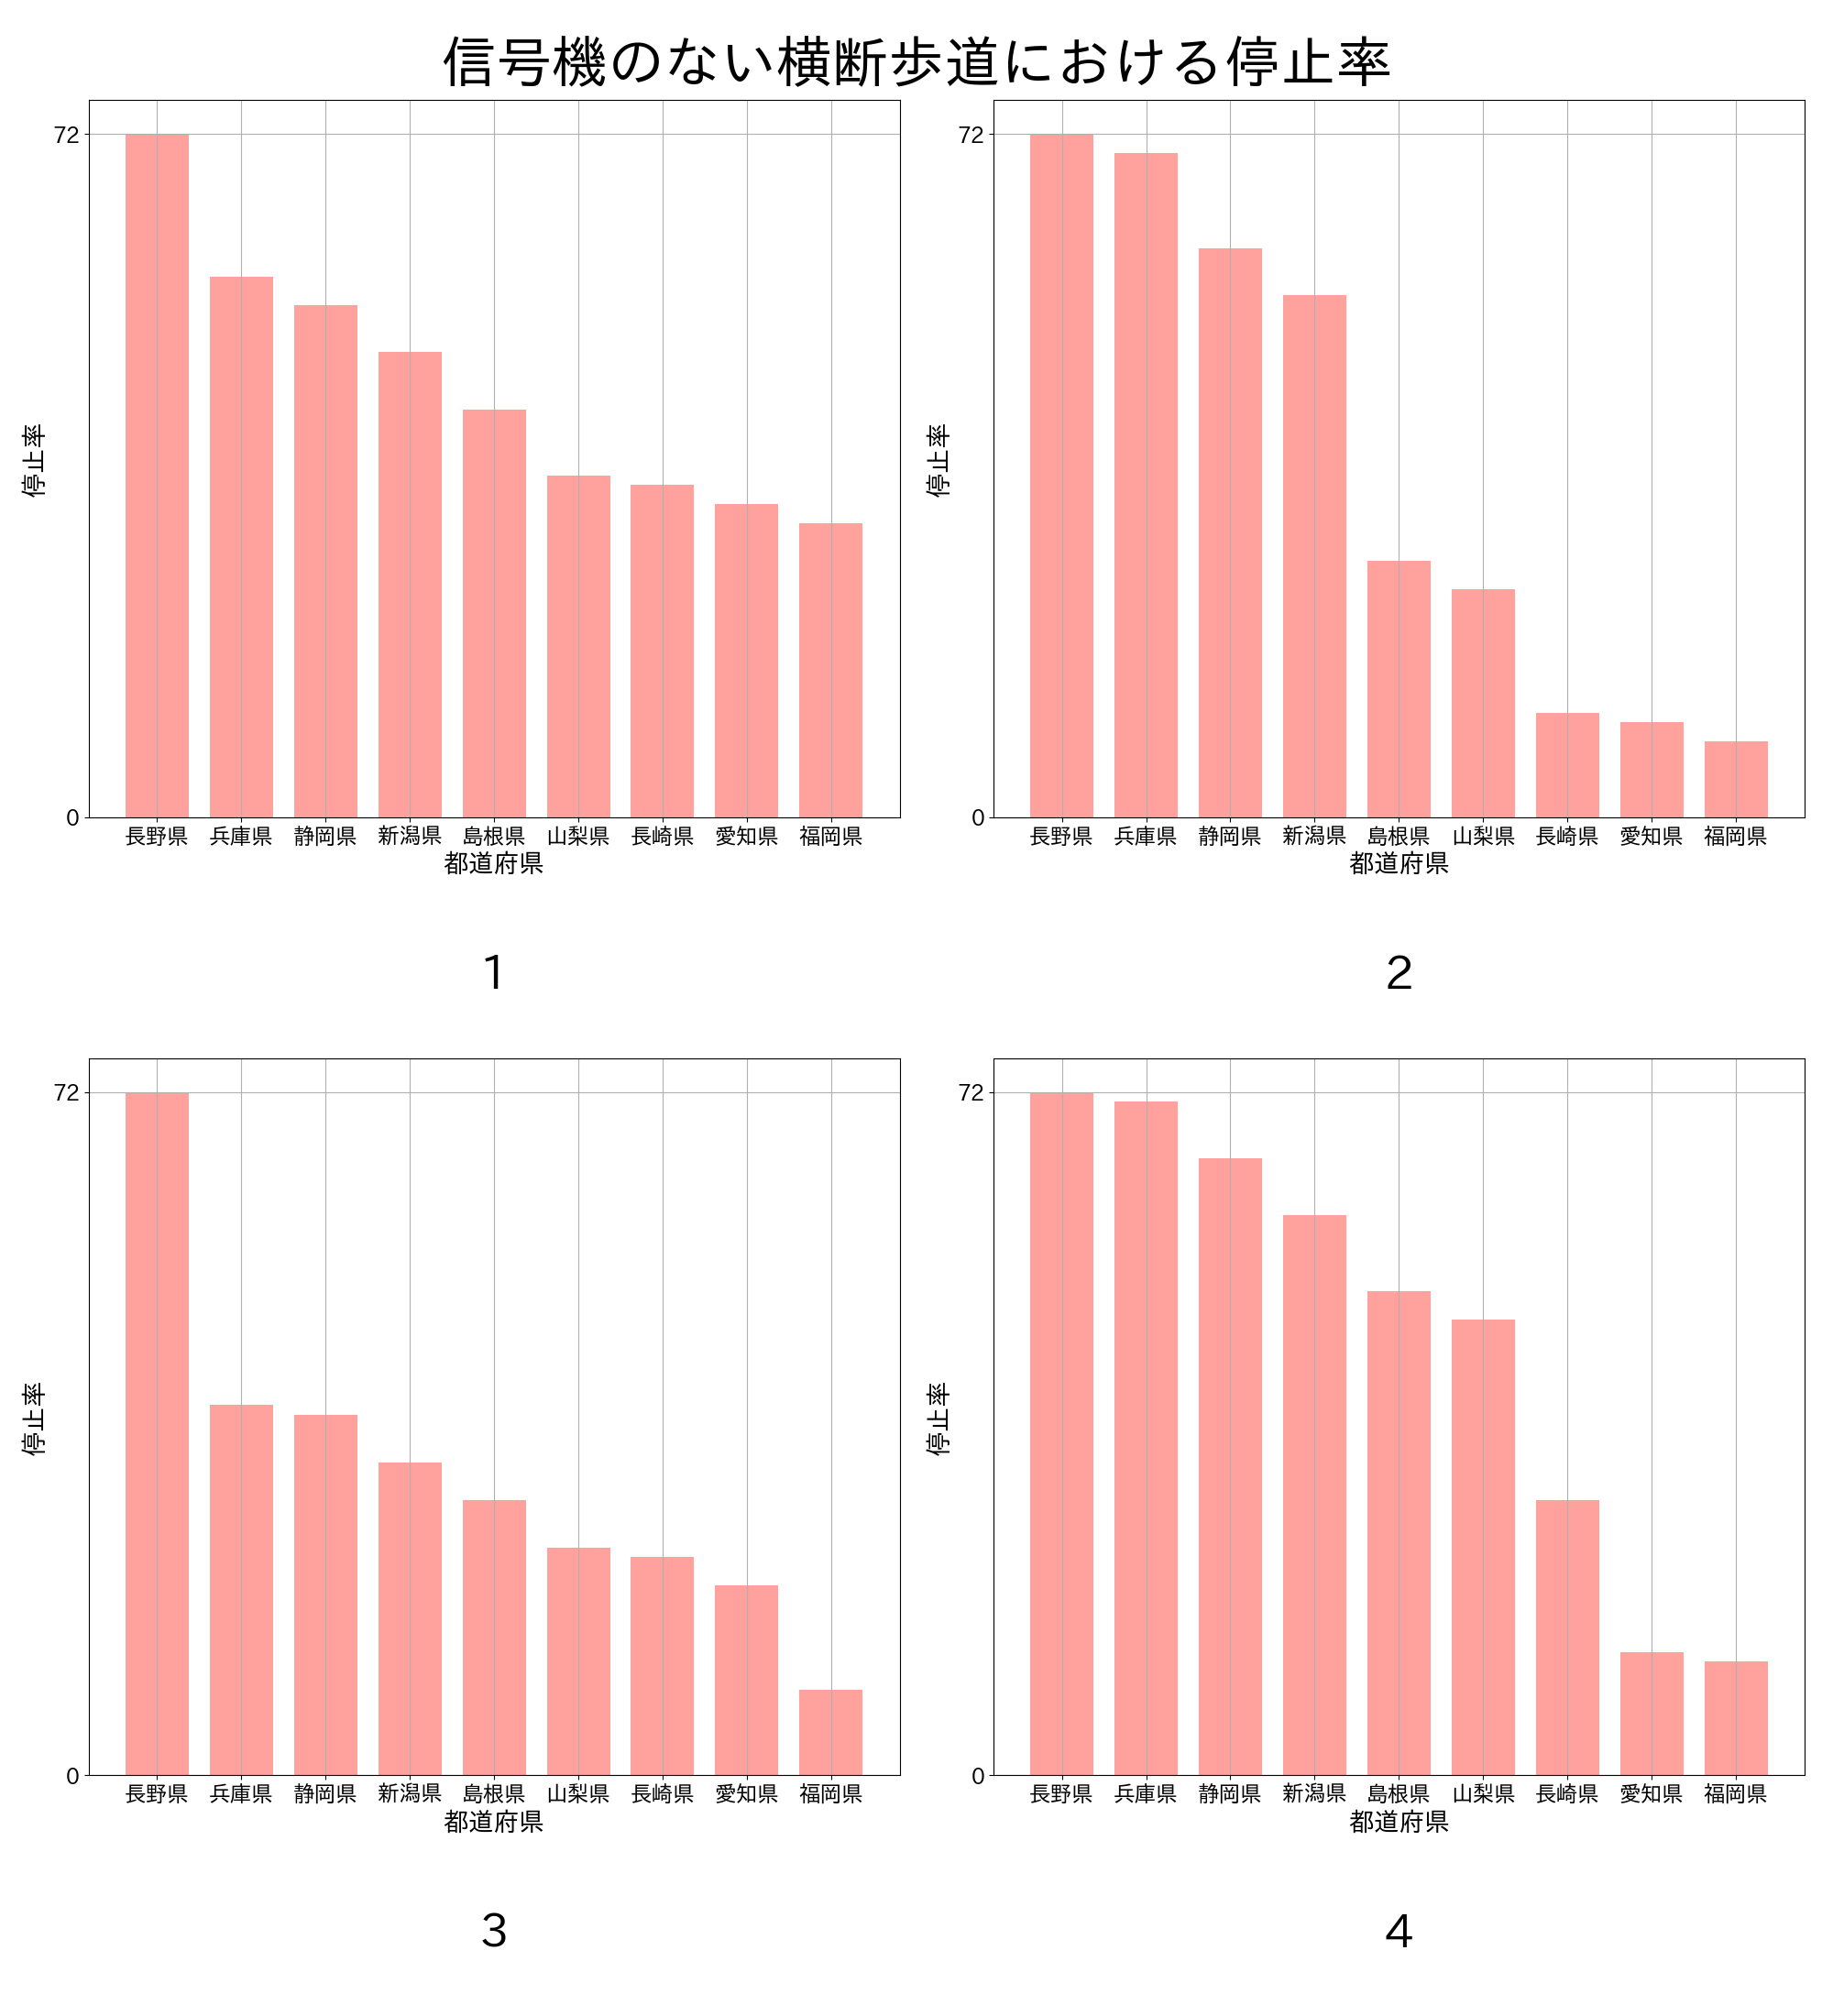 信号機のない横断歩道における停止率
72
0
停止率
長野県 兵庫県 静岡県 新潟県 島根県 山梨県 長崎県 愛知県 福岡県
都道府県
1
72
0
停止率
長野県 兵庫県 静岡県 新潟県 島根県 山梨県 長崎県 愛知県 福岡県
都道府県
2
72
0
停止率
長野県 兵庫県 静岡県 新潟県 島根県 山梨県 長崎県 愛知県 福岡県
都道府県
3
72
0
停止率
長野県 兵庫県 静岡県 新潟県 島根県 山梨県 長崎県 愛知県 福岡県
都道府県
4